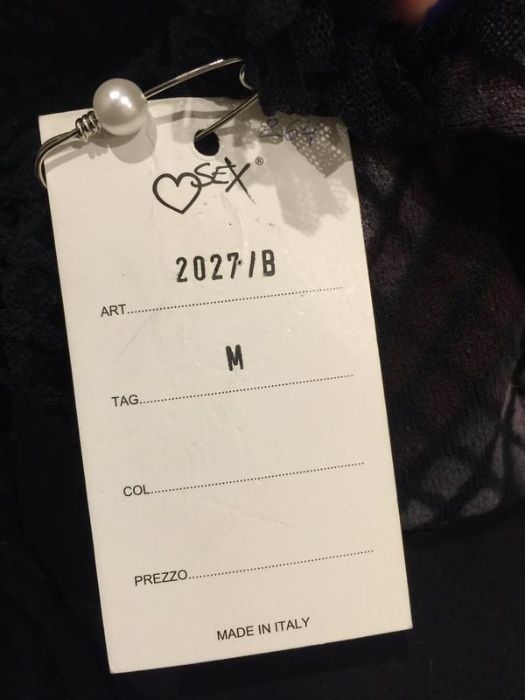 SEX®
2027/B
ART..........
M
TAG..........
COL..........
PREZZO..........
MADE IN ITALY